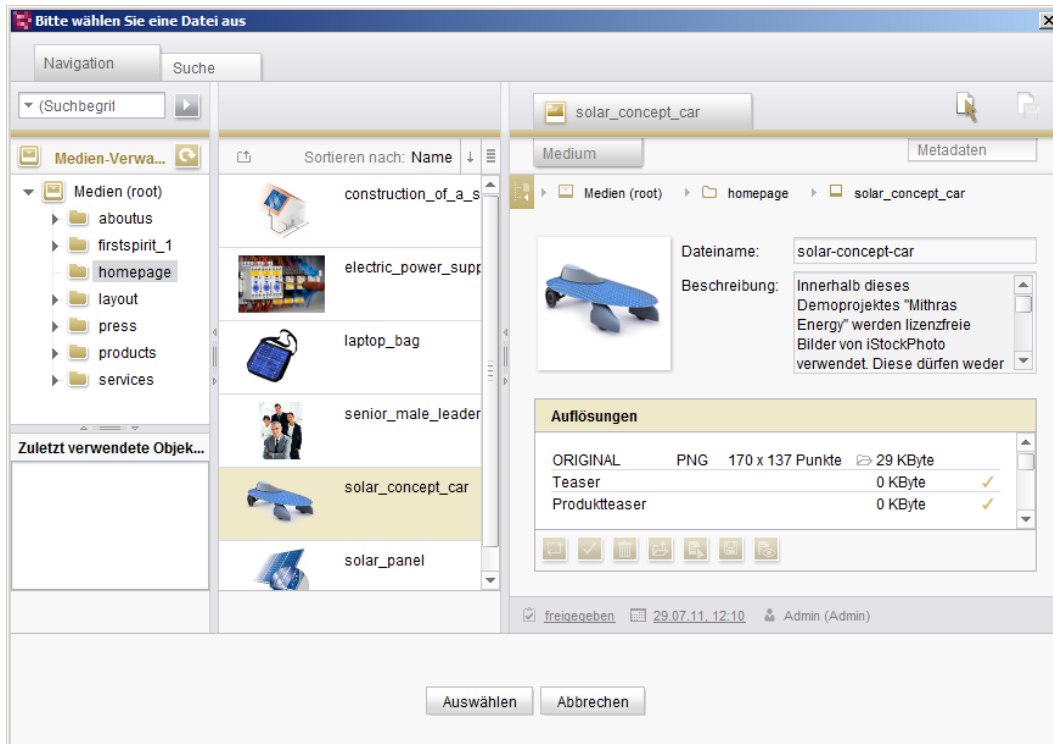 Bitte wählen Sie eine Datei aus
Navigation
Suche
(Suchbegrif
solar_concept_car
Medien-Verwa...
Sortieren nach: Name
Medium
Metadaten
Medien (root)
aboutus
firstspirit_1
homepage
layout
press
products
services
Zuletzt verwendete Objek...
construction_of_a_s
electric_power_supp
laptop_bag
senior_male_leader
solar_concept_car
solar_panel
Medien (root) homepage solar_concept_car
Dateiname: solar-concept-car
Beschreibung: Innerhalb dieses
Demoprojektes "Mithras
Energy" werden lizenzfreie
Bilder von iStockPhoto
verwendet. Diese dürfen weder
Auflösungen
ORIGINAL PNG 170 x 137 Punkte 29 KByte
Teaser 0 KByte
Produktteaser 0 KByte
freigegeben 29.07.11, 12:10 Admin (Admin)
Auswählen Abbrechen